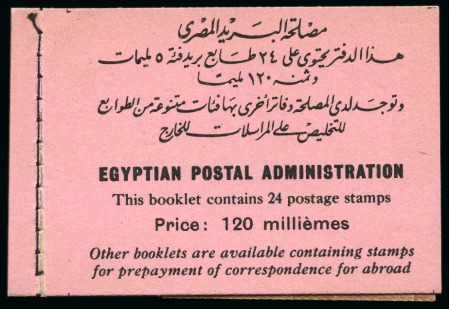 مصلحة البريد المصرى
هذا الدفتر يحتوى على ٢٤ طابع بريد فئة ٥ مليمات
وثمنه ١٢٠ مليما
وتوجد لدى المصلحة دفاتر أخرى بها فئات متنوعة من الطوابع
للتخليص على المراسلات للخارج
EGYPTIAN POSTAL ADMINISTRATION
This booklet contains 24 postage stamps
Price: 120 millièmes
Other booklets are available containing stamps
for prepayment of correspondence for abroad